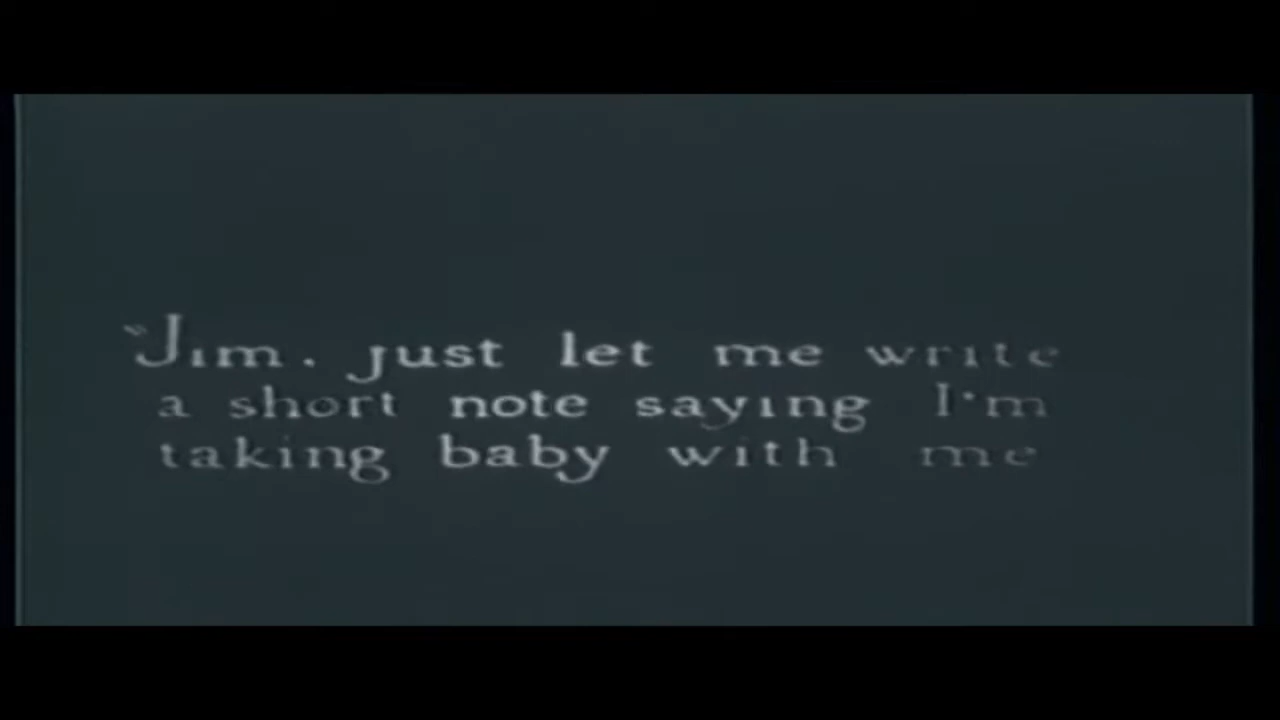 "Jim, just let me write
a short note saying I'm
taking baby with me